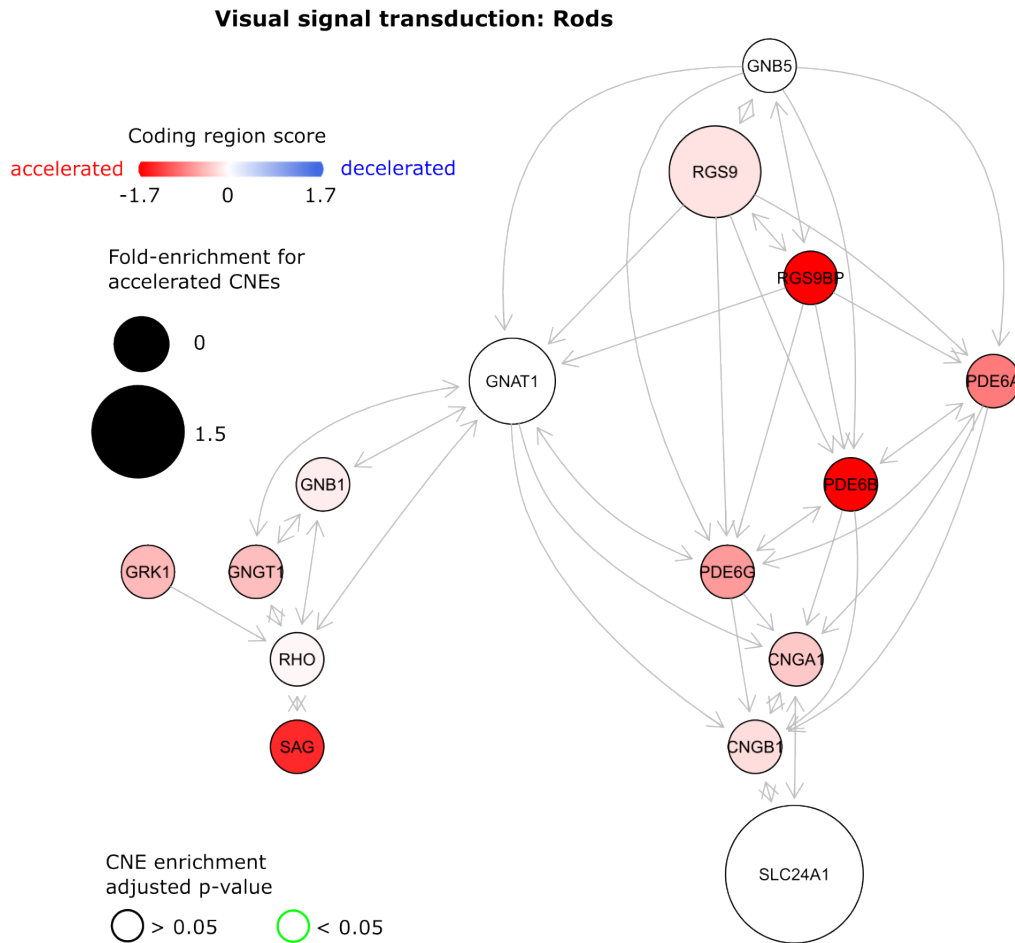 Visual signal transduction: Rods
GNB5
Coding region score
accelerated
decelerated
-1.7
0
1.7
RGS9
Fold-enrichment for
accelerated CNEs
RGS9BP
0
GNAT1
PDE6A
1.5
GNB1
PDE6B
GRK1
GNGT1
PDE6G
RHO
CNGA1
SAG
CNGB1
CNE enrichment
adjusted p-value
SLC24A1
> 0.05
< 0.05